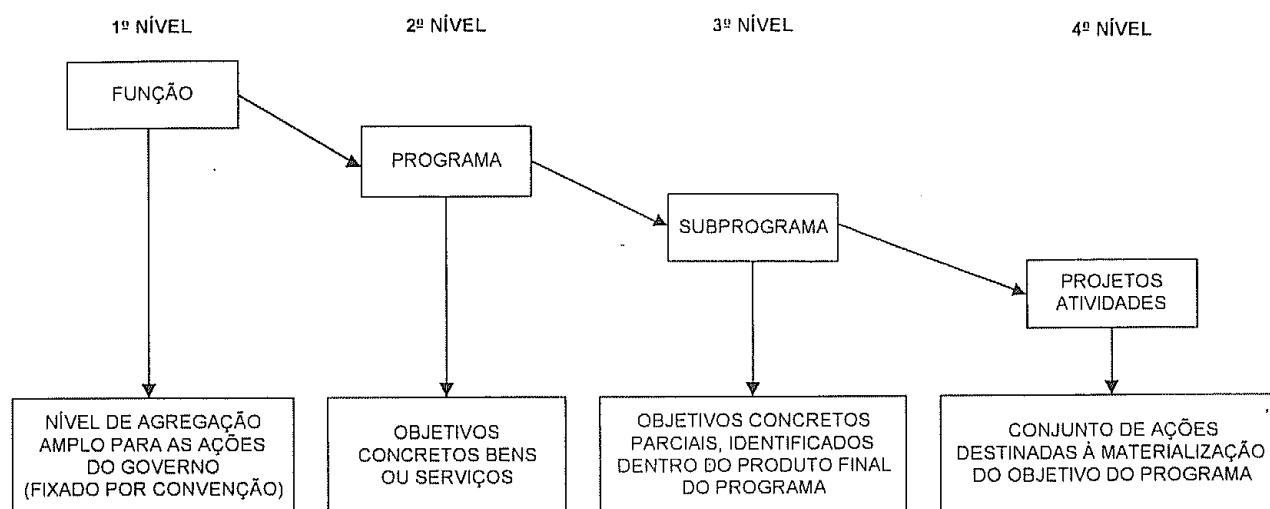 1º NÍVEL
2º NÍVEL
3º NÍVEL
4º NÍVEL
FUNÇÃO
PROGRAMA
SUBPROGRAMA
PROJETOS
ATIVIDADES
NÍVEL DE AGREGAÇÃO
AMPLO PARA AS AÇÕES
DO GOVERNO
(FIXADO POR CONVENÇÃO)
OBJETIVOS
CONCRETOS BENS
OU SERVIÇOS
OBJETIVOS CONCRETOS
PARCIAIS, IDENTIFICADOS
DENTRO DO PRODUTO FINAL
DO PROGRAMA
CONJUNTO DE AÇÕES
DESTINADAS À MATERIALIZAÇÃO
DO OBJETIVO DO PROGRAMA